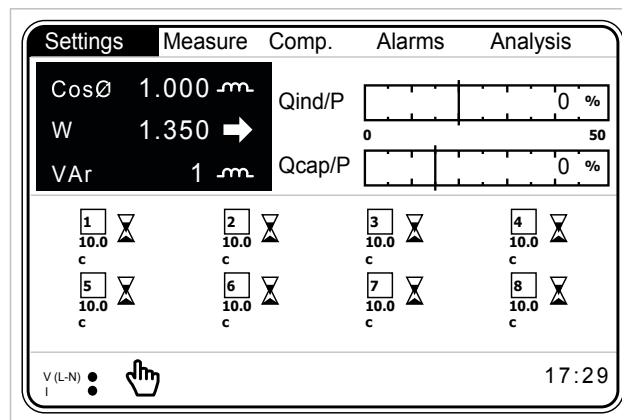 Settings Measure Comp. Alarms Analysis
CosØ 1.000
Qind/P 0 %
W 1.350
0 50
VAr 1
Qcap/P 0 %
1 2 3 4
10.0 10.0 10.0 10.0
c c c c
5 6 7 8
10.0 10.0 10.0 10.0
c c c c
V (L-N)
I
17:29